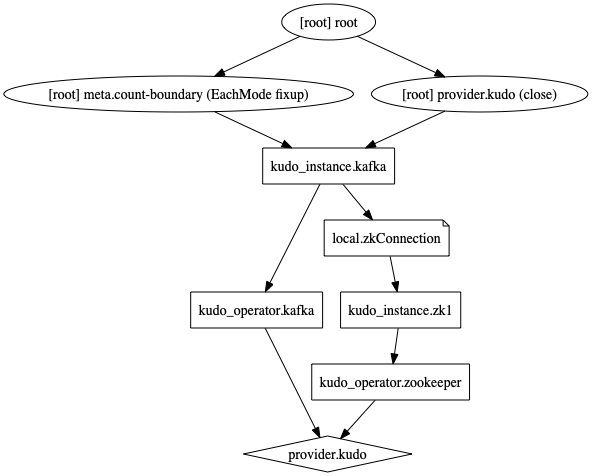 [root] root
[root] meta.count-boundary (EachMode fixup)
[root] provider.kudo (close)
kudo_instance.kafka
local.zkConnection
kudo_operator.kafka
kudo_instance.zk1
kudo_operator.zookeeper
provider.kudo